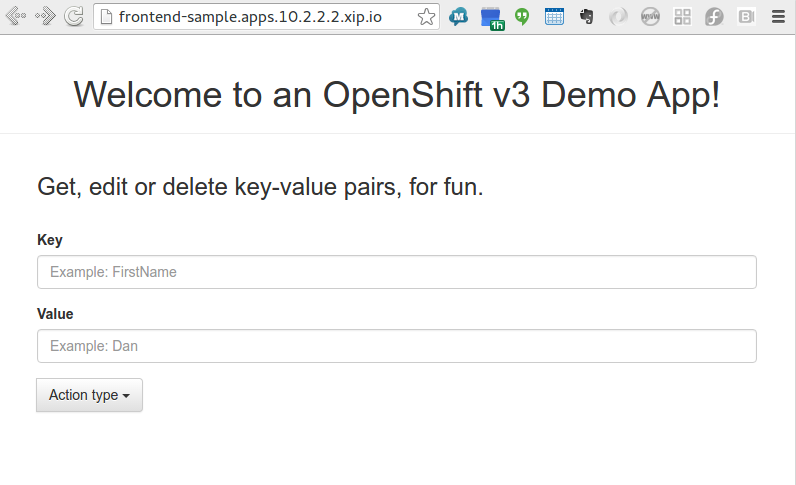 frontend-sample.apps.10.2.2.2.xip.io
M 1h B
Welcome to an OpenShift v3 Demo App!
Get, edit or delete key-value pairs, for fun.
Key
Example: FirstName
Value
Example: Dan
Action type